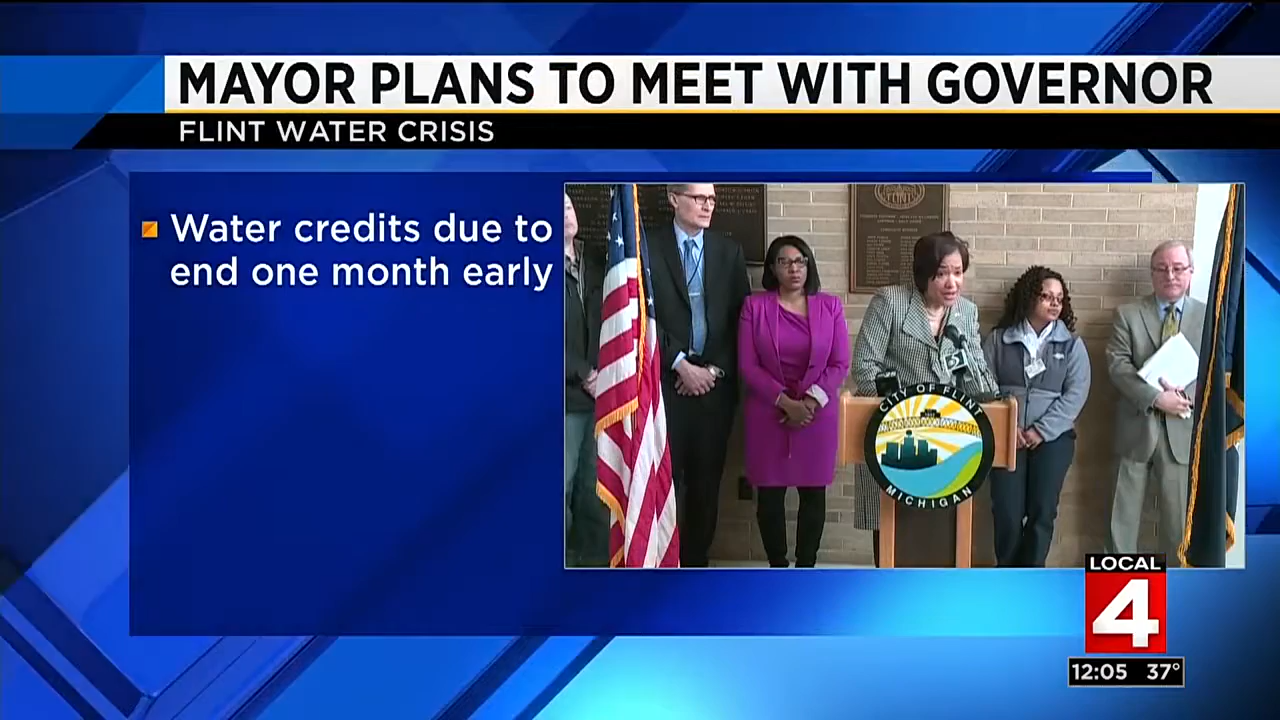 MAYOR PLANS TO MEET WITH GOVERNOR
FLINT WATER CRISIS
Water credits due to
end one month early
FLINT
CITY OF FLINT
MICHIGAN
LOCAL
4
12:05 37°